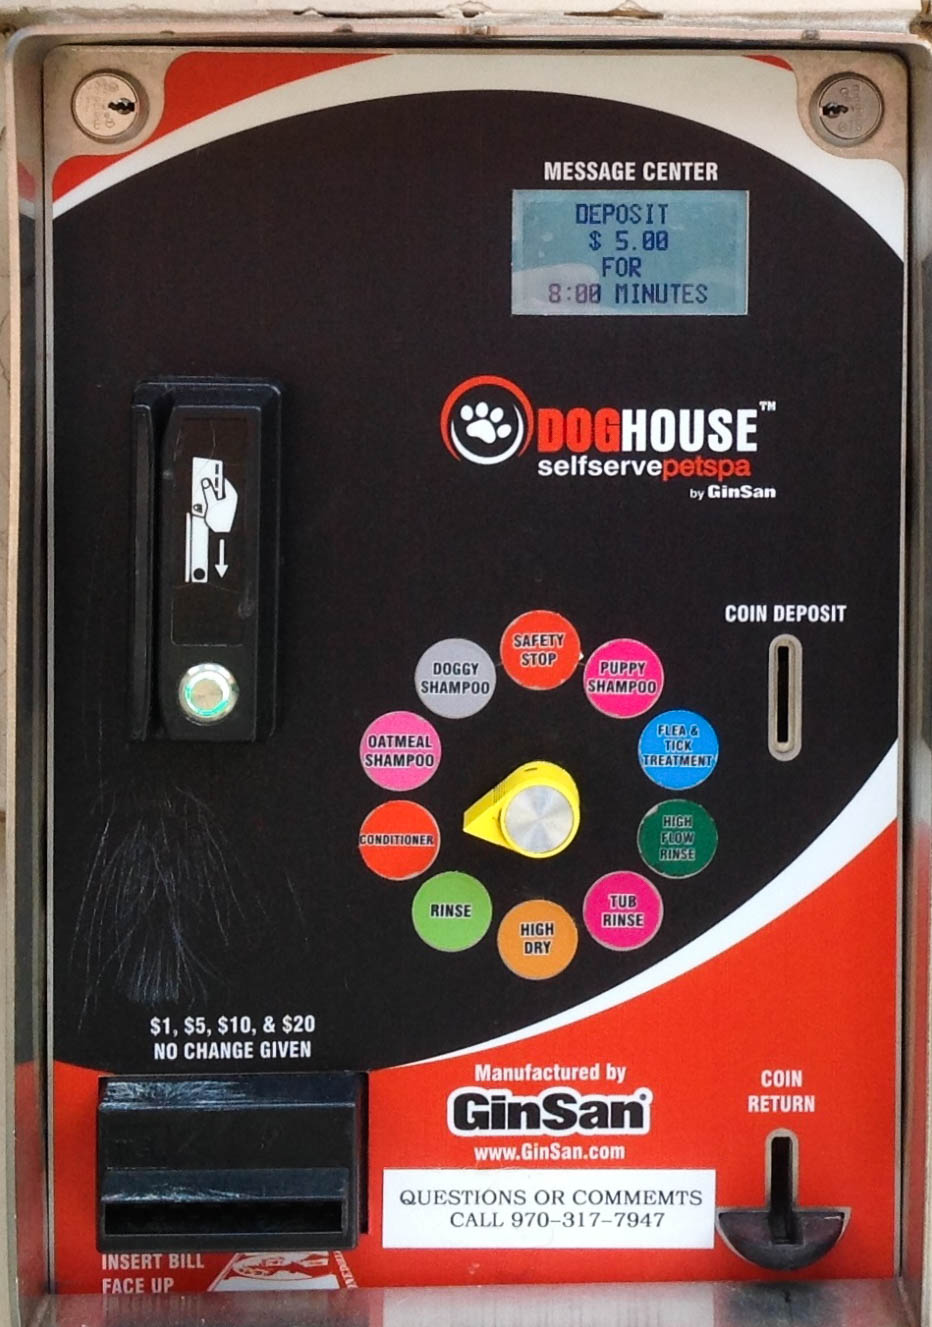 MESSAGE CENTER
DEPOSIT
$ 5.00
FOR
8:00 MINUTES
DOGHOUSE™
selfservepetspa
by GinSan
COIN DEPOSIT
SAFETY
STOP
DOGGY
SHAMPOO
PUPPY
SHAMPOO
OATMEAL
SHAMPOO
FLEA &
TICK
TREATMENT
CONDITIONER
HIGH
FLOW
RINSE
RINSE
TUB
RINSE
HIGH
DRY
$1, $5, $10, & $20
NO CHANGE GIVEN
Manufactured by
GinSan®
www.GinSan.com
COIN
RETURN
QUESTIONS OR COMMEMTS
CALL 970-317-7947
INSERT BILL
FACE UP